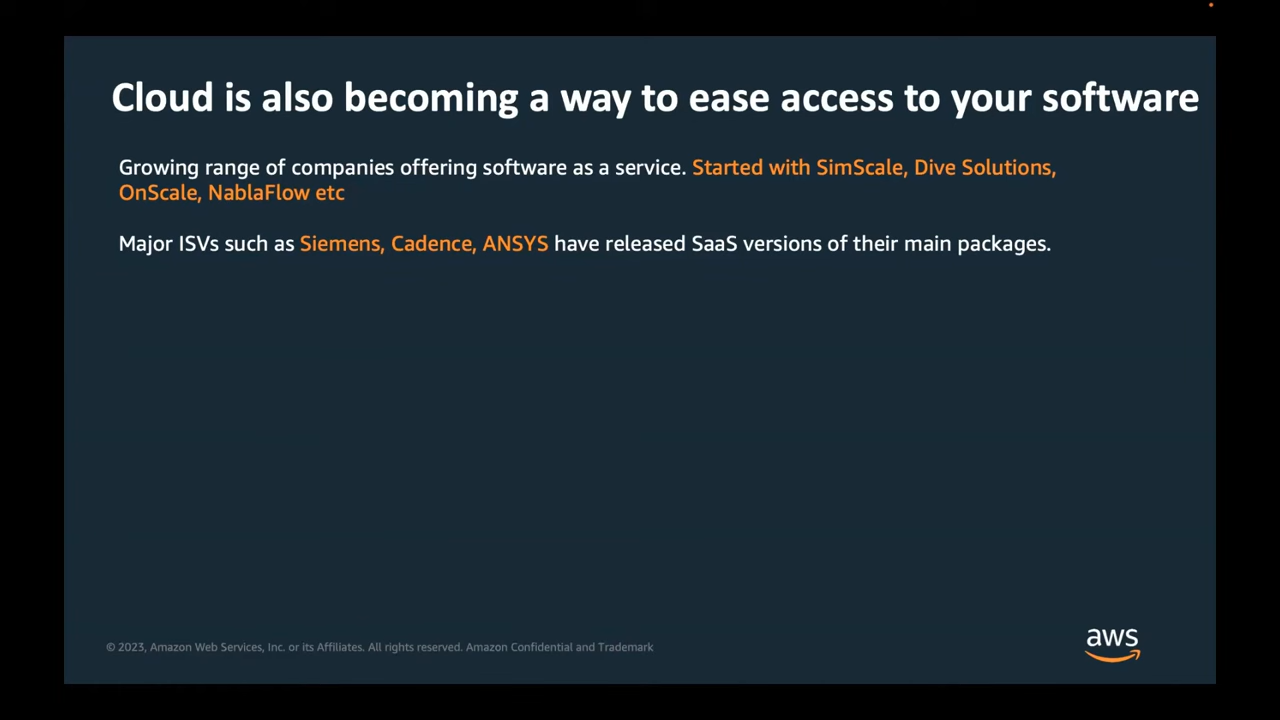 Cloud is also becoming a way to ease access to your software
Growing range of companies offering software as a service. Started with SimScale, Dive Solutions,
OnScale, NablaFlow etc
Major ISVs such as Siemens, Cadence, ANSYS have released SaaS versions of their main packages.
© 2023, Amazon Web Services, Inc. or its Affiliates. All rights reserved. Amazon Confidential and Trademark
aws